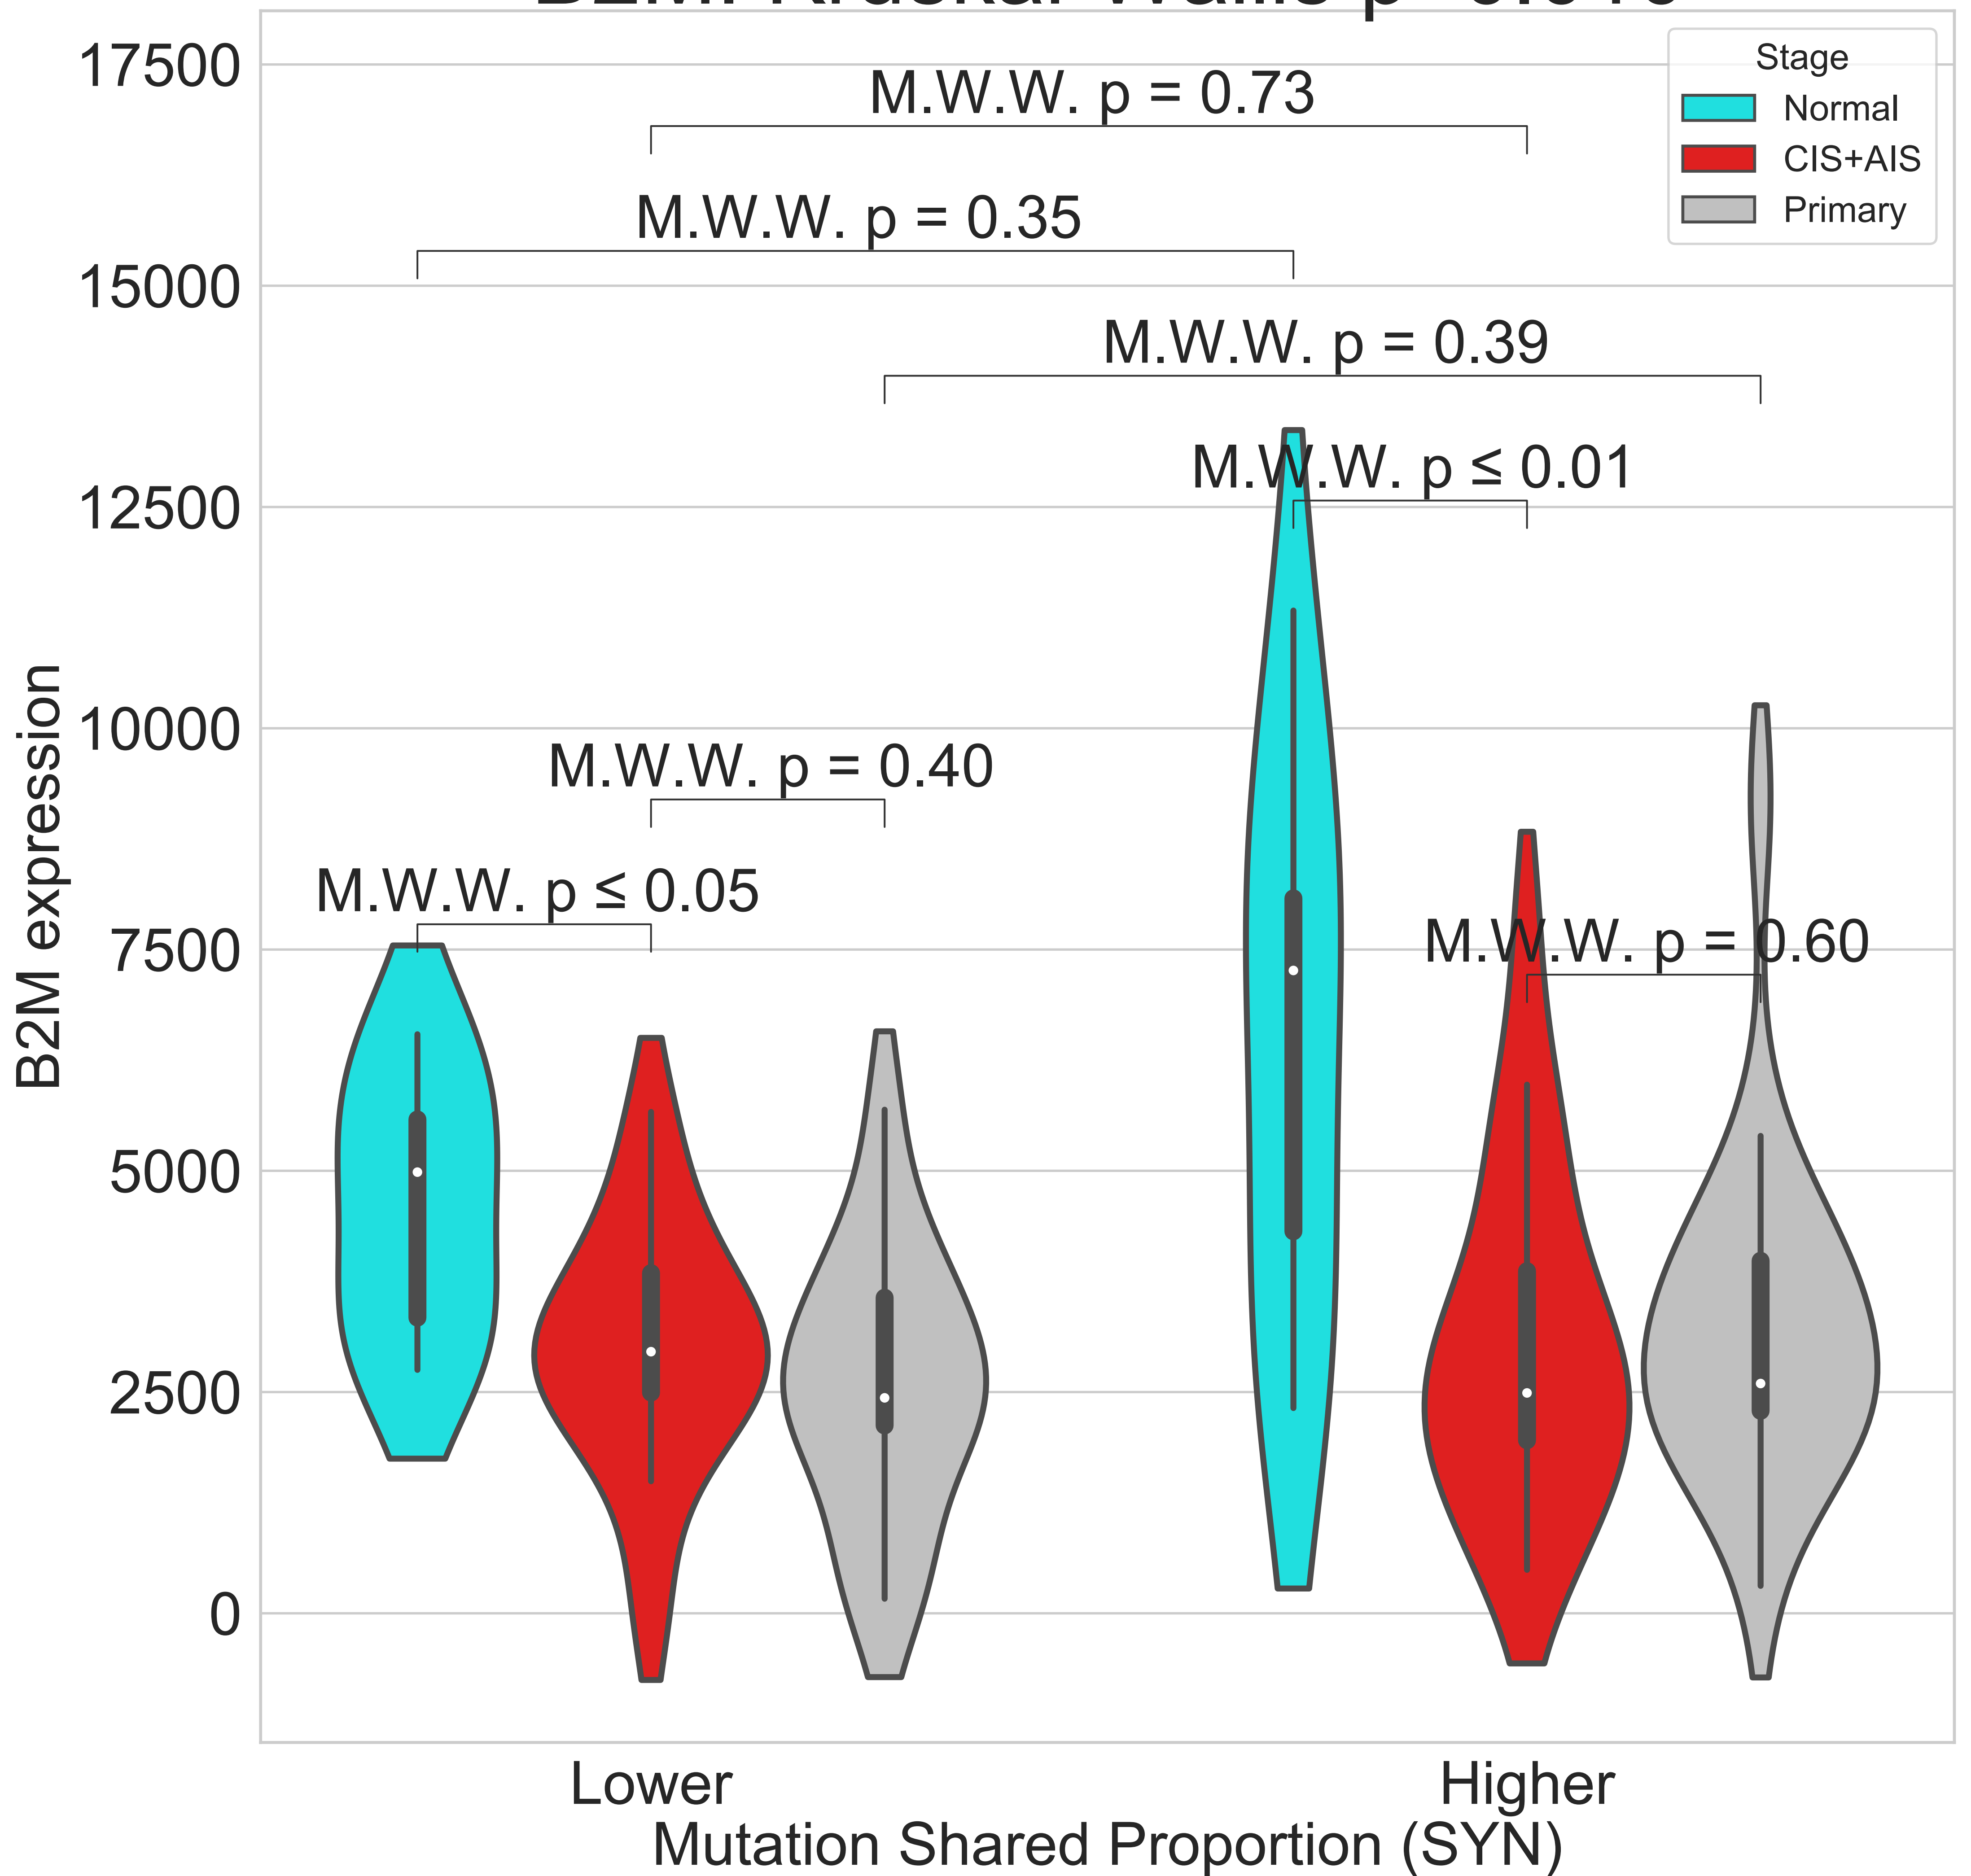 17500
15000
12500
10000
7500
5000
2500
0
B2M expression
Stage
Normal
CIS+AIS
Primary
M.W.W. p = 0.73
M.W.W. p = 0.35
M.W.W. p = 0.39
M.W.W. p ≤ 0.01
M.W.W. p = 0.40
M.W.W. p ≤ 0.05
M.W.W. p = 0.60
Lower
Higher
Mutation Shared Proportion (SYN)